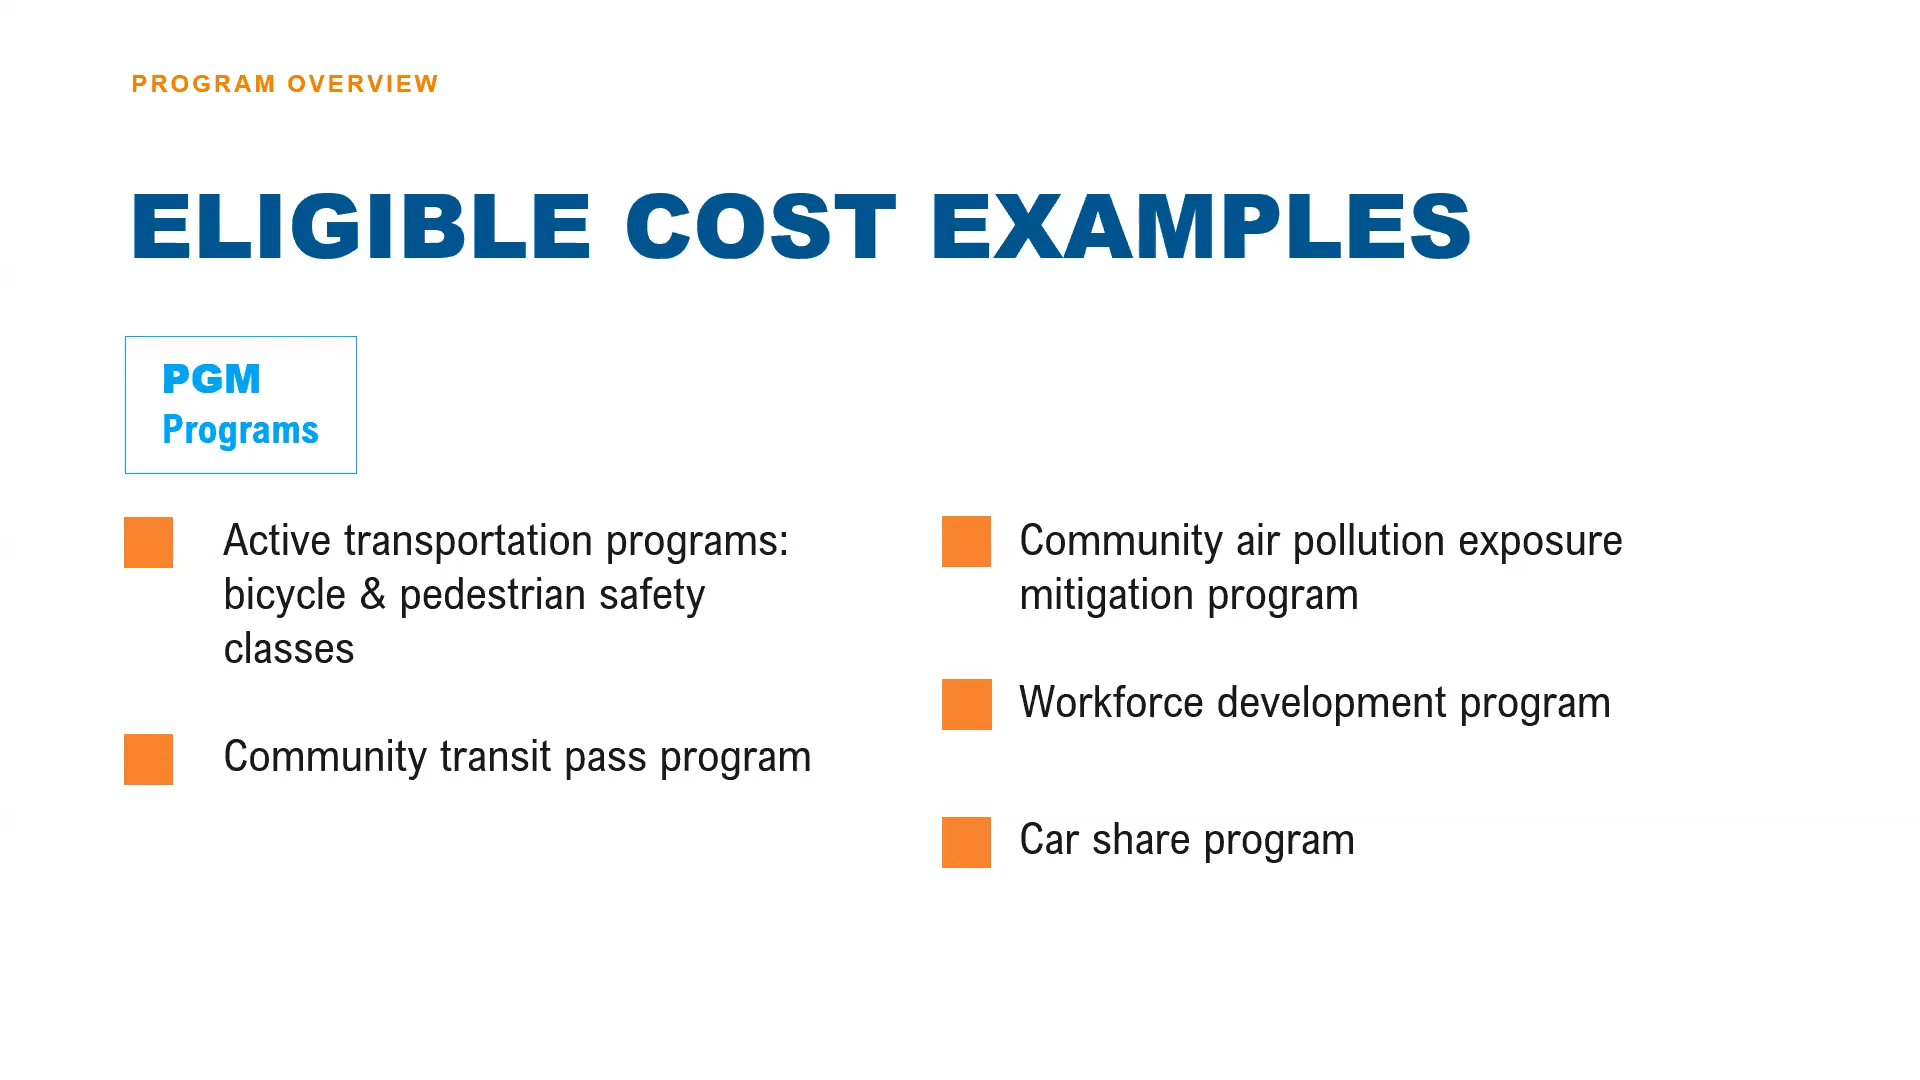 PROGRAM OVERVIEW
ELIGIBLE COST EXAMPLES
PGM
Programs
Active transportation programs:
bicycle & pedestrian safety
classes
Community transit pass program
Community air pollution exposure
mitigation program
Workforce development program
Car share program